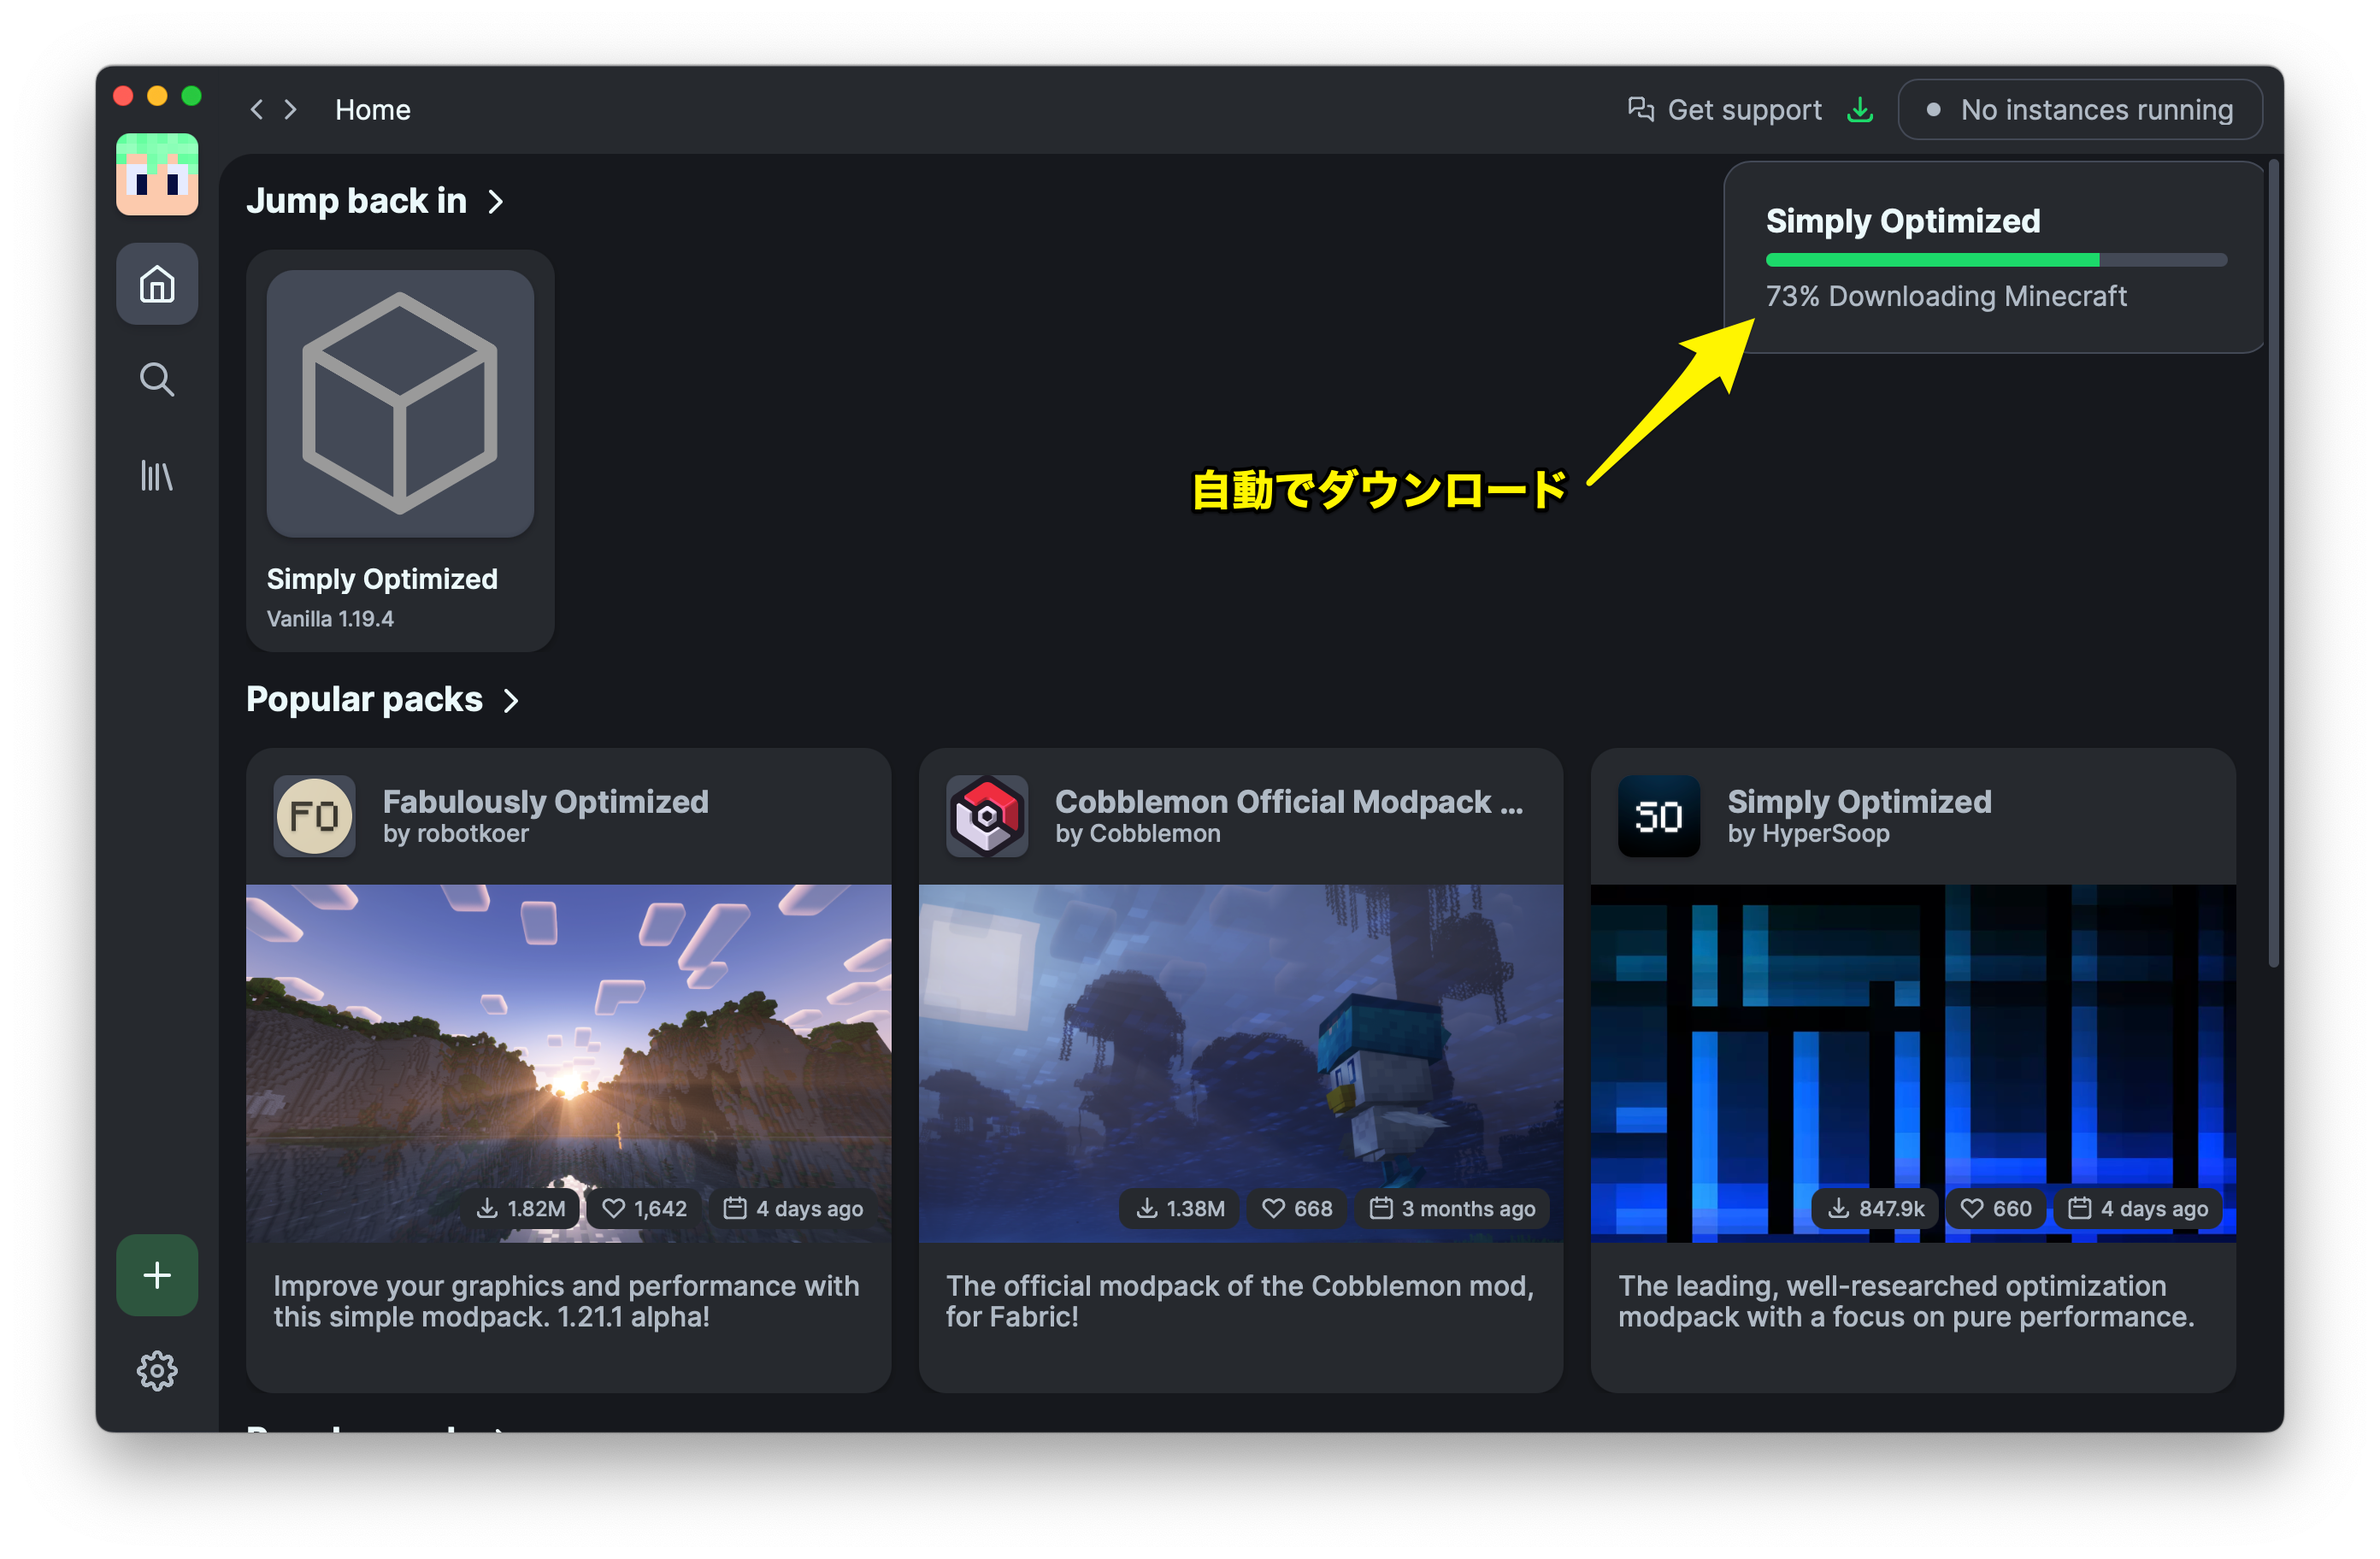 Home
Get support
No instances running
Jump back in
Simply Optimized
73% Downloading Minecraft
自動でダウンロード
Simply Optimized
Vanilla 1.19.4
Popular packs
FO
Fabulously Optimized
by robotkoer
1.82M
1,642
4 days ago
Improve your graphics and performance with
this simple modpack. 1.21.1 alpha!
Cobblemon Official Modpack ...
by Cobblemon
1.38M
668
3 months ago
The official modpack of the Cobblemon mod,
for Fabric!
SO
Simply Optimized
by HyperSoop
847.9k
660
4 days ago
The leading, well-researched optimization
modpack with a focus on pure performance.